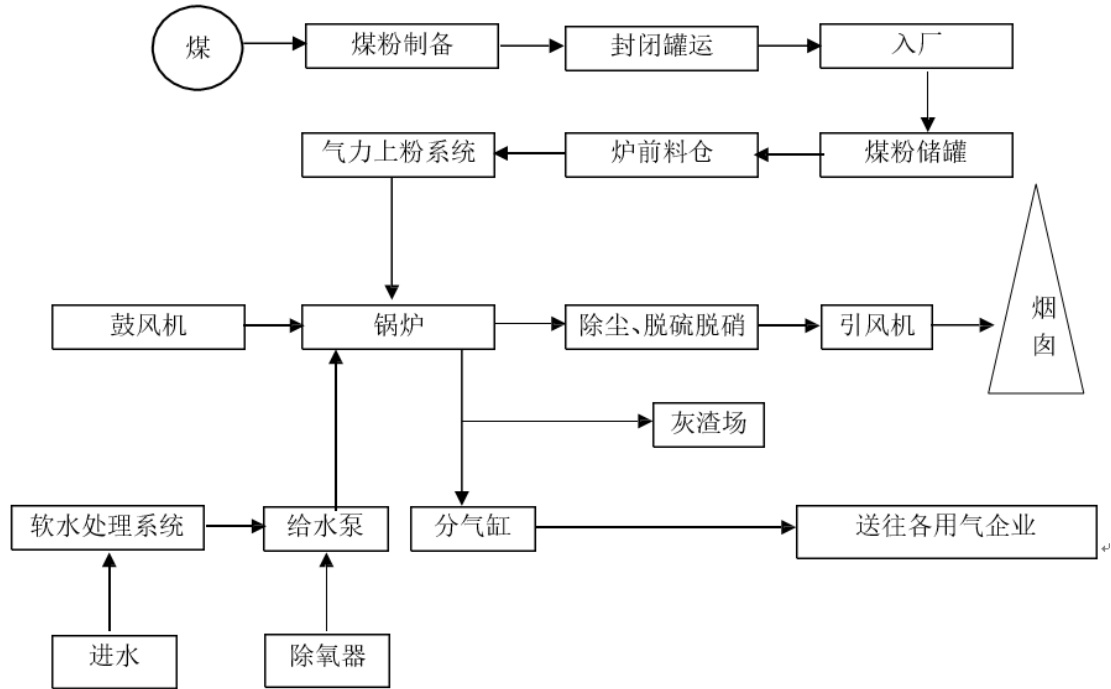 煤
煤粉制备
封闭罐运
入厂
气力上粉系统
炉前料仓
煤粉储罐
鼓风机
锅炉
除尘、脱硫脱硝
引风机
烟囱
灰渣场
软水处理系统
给水泵
分气缸
送往各用气企业
进水
除氧器